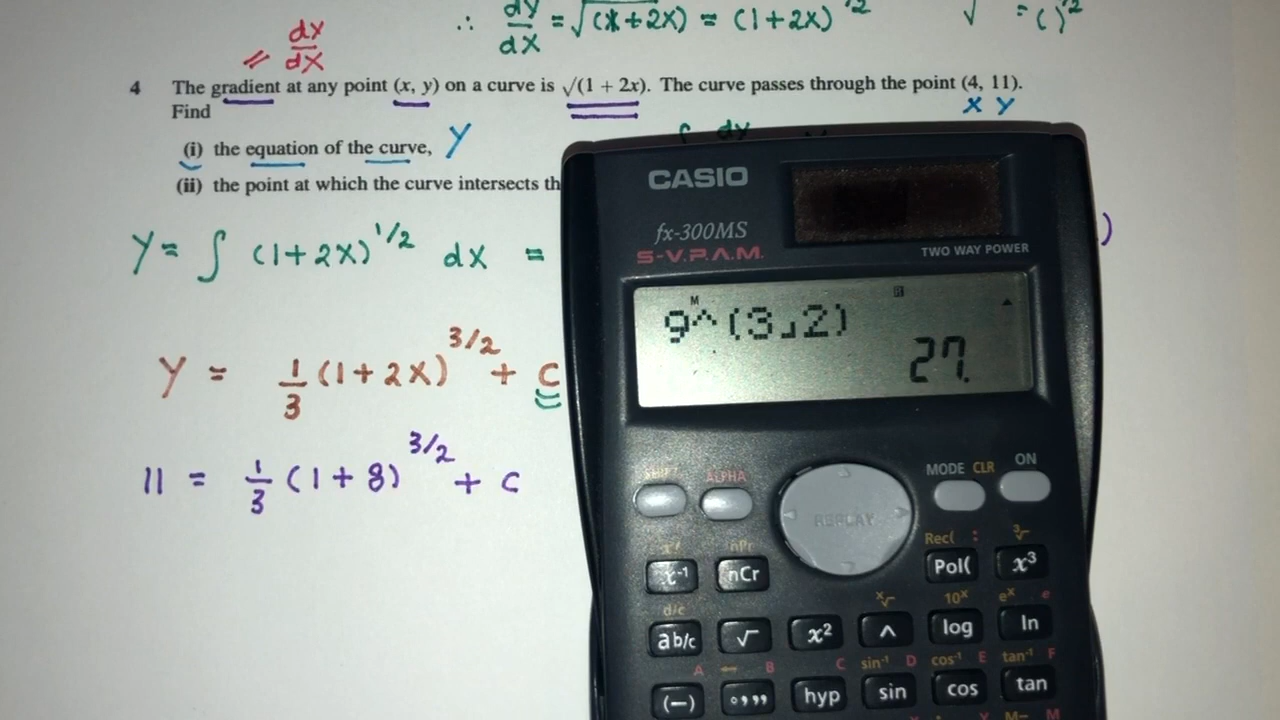 ∴ dy/dx = √(1+2x) = (1+2x)^1/2 √ = ( )^1/2
= dy/dx
4 The gradient at any point (x, y) on a curve is √(1 + 2x). The curve passes through the point (4, 11).
x y
Find
(i) the equation of the curve, y
dy
(ii) the point at which the curve intersects th
y = ∫ (1+2x)^1/2 dx =
)
y = 1/3 (1+2x)^3/2 + c
11 = 1/3 (1+8)^3/2 + c
CASIO
fx-300MS
S-V.P.A.M.
TWO WAY POWER
M D
9^(3⌟2)
27.
SHIFT ALPHA MODE CLR ON
REPLAY
x! nPr Rec( : ³√
x⁻¹ nCr Pol( x³
d/c ˣ√ 10ˣ eˣ e
ab/c √ x² ^ log ln
A ← B C sin⁻¹ D cos⁻¹ E tan⁻¹ F
(−) °,,, hyp sin cos tan
X Y M− M